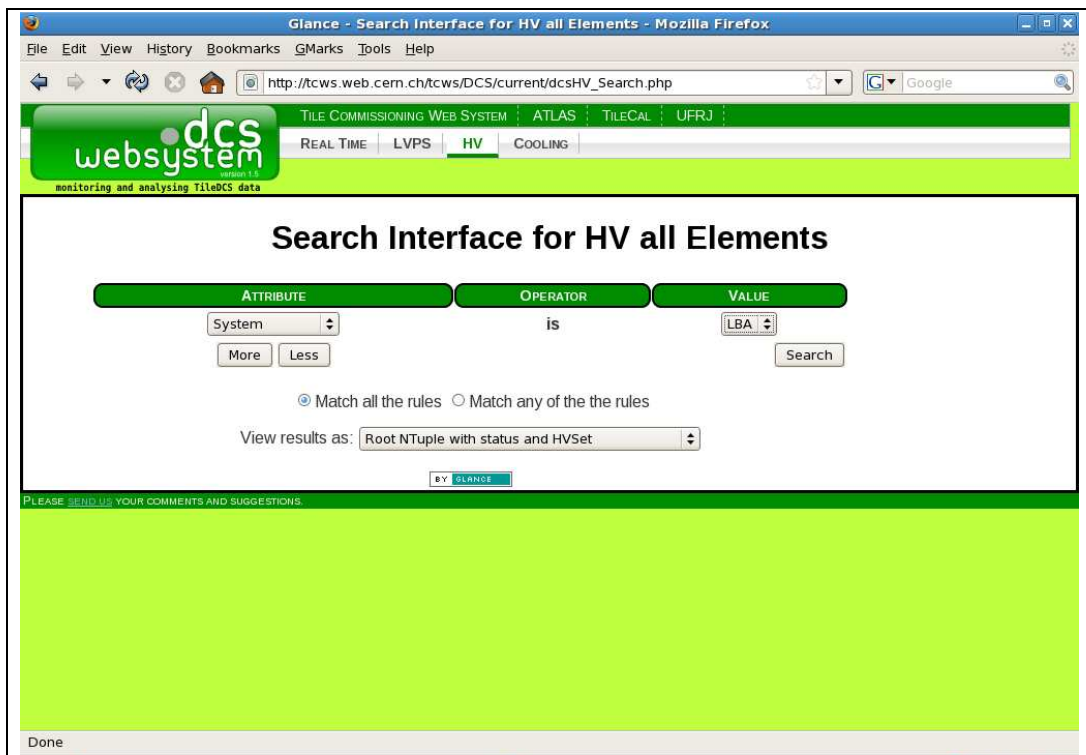 Glance - Search Interface for HV all Elements - Mozilla Firefox
File Edit View History Bookmarks GMarks Tools Help
http://tcws.web.cern.ch/tcws/DCS/current/dcsHV_Search.php
G Google
TILE COMMISSIONING WEB SYSTEM ATLAS TILECAL UFRJ
dcs
websystem
version 1.5
monitoring and analysing TileDCS data
REAL TIME LVPS HV COOLING
Search Interface for HV all Elements
ATTRIBUTE OPERATOR VALUE
System is LBA
More Less Search
Match all the rules Match any of the the rules
View results as: Root NTuple with status and HVSet
BY GLANCE
PLEASE SEND US YOUR COMMENTS AND SUGGESTIONS.
Done